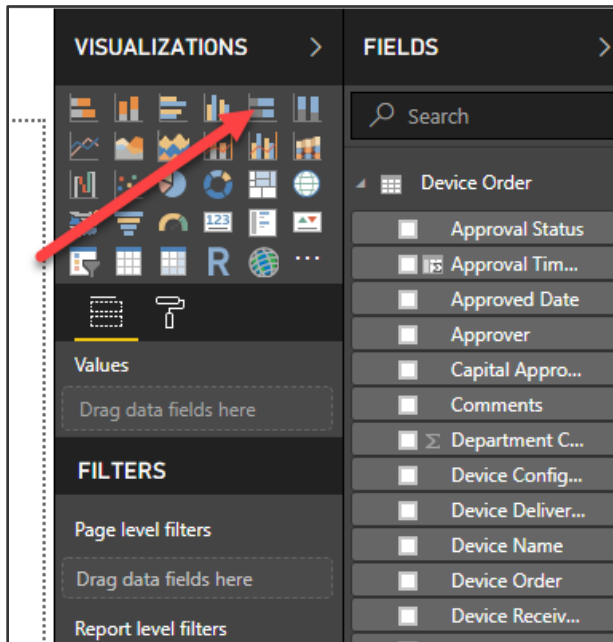 VISUALIZATIONS
123
R
Values
Drag data fields here
FILTERS
Page level filters
Drag data fields here
Report level filters
FIELDS
Search
Device Order
Approval Status
Approval Tim...
Approved Date
Approver
Capital Appro...
Comments
Σ Department C...
Device Config...
Device Deliver...
Device Name
Device Order
Device Receiv...